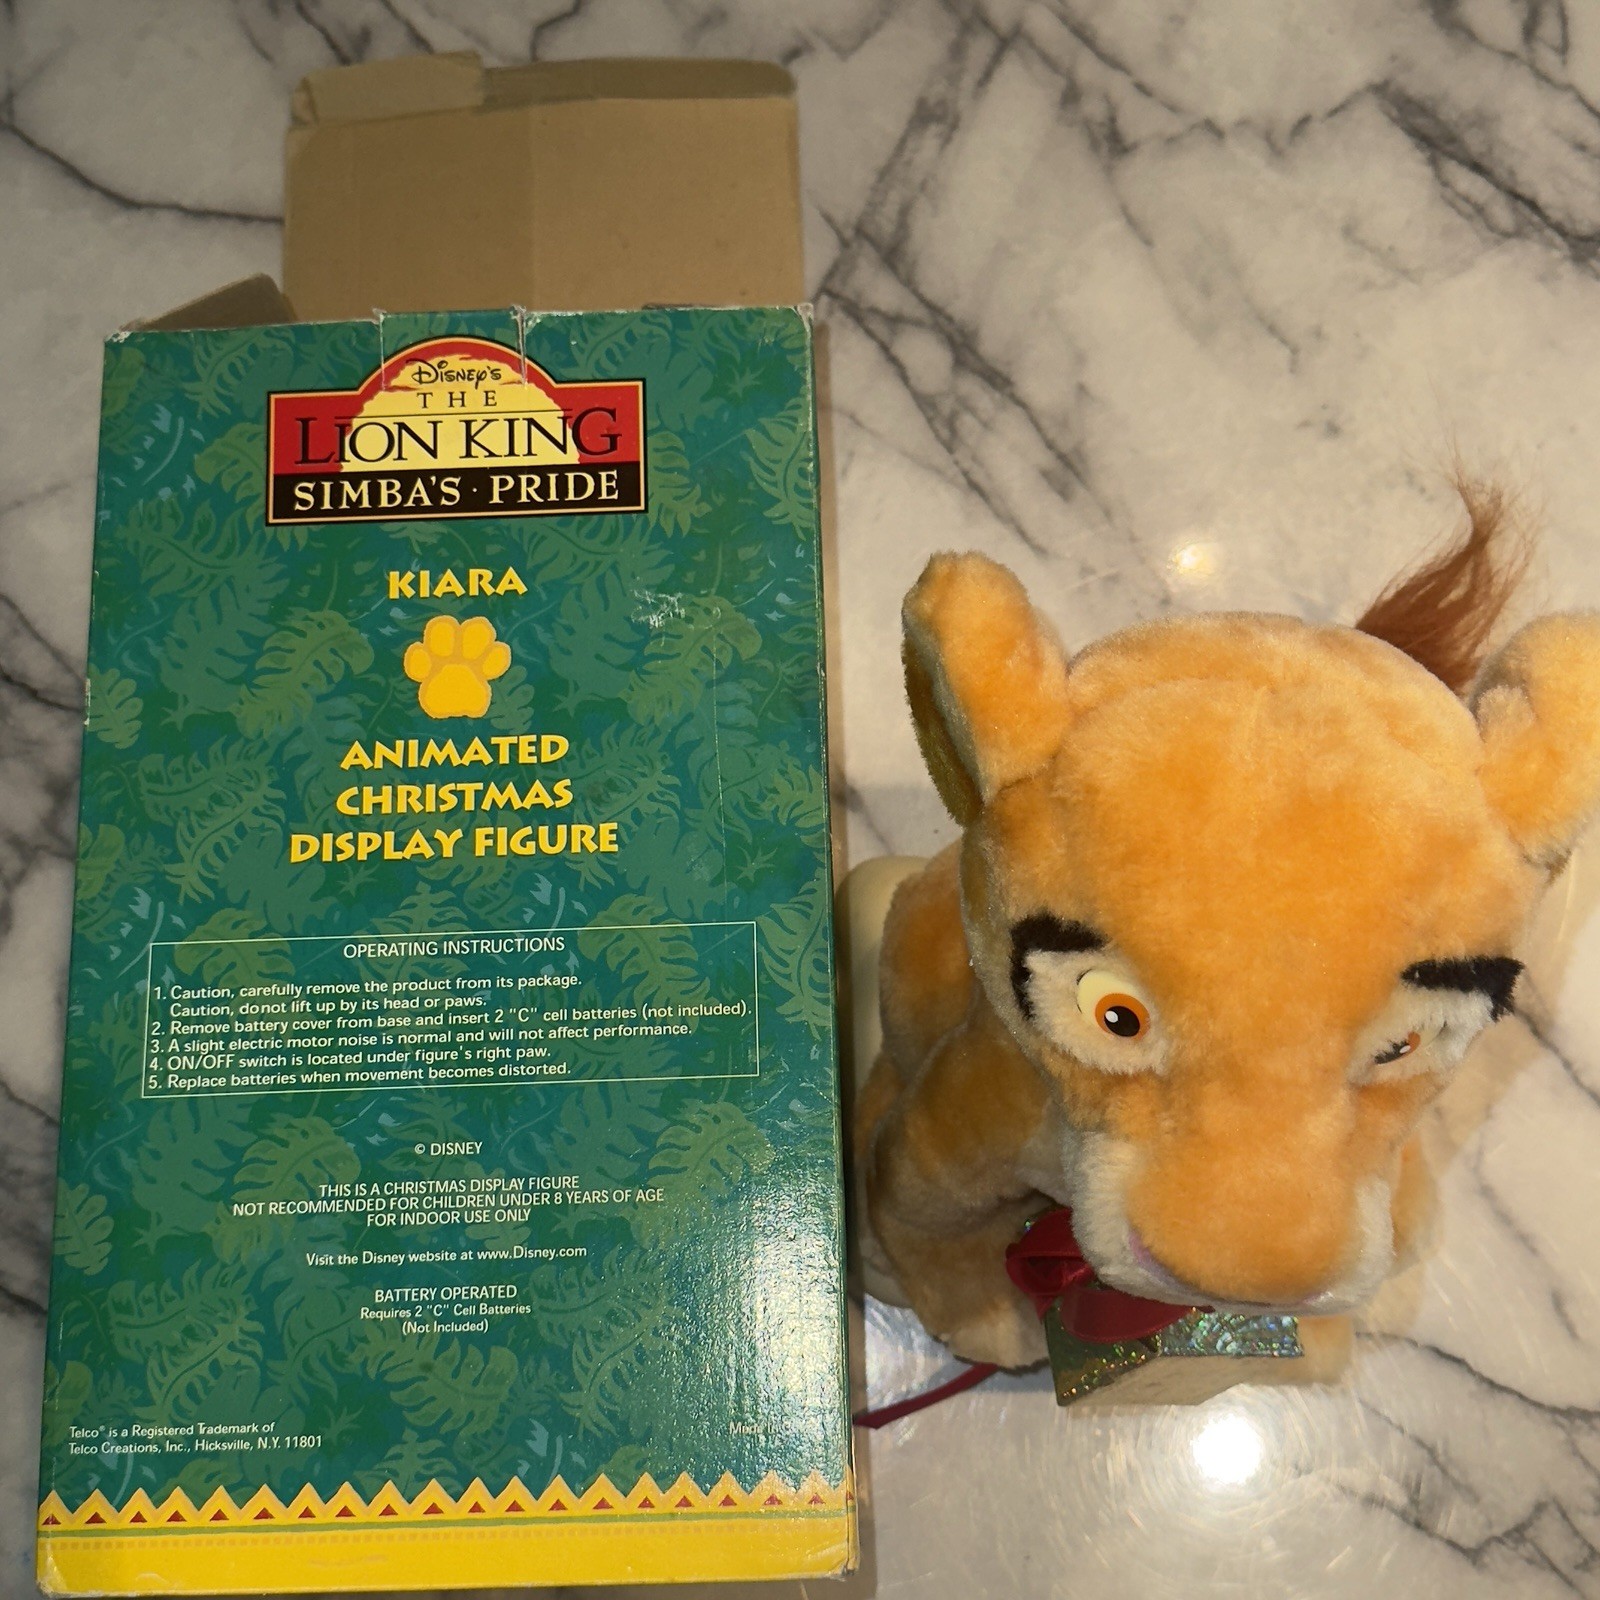 Disney's
THE
LION KING
SIMBA'S · PRIDE
KIARA
ANIMATED
CHRISTMAS
DISPLAY FIGURE
OPERATING INSTRUCTIONS
1. Caution, carefully remove the product from its package.
Caution, do not lift up by its head or paws.
2. Remove battery cover from base and insert 2 "C" cell batteries (not included).
3. A slight electric motor noise is normal and will not affect performance.
4. ON/OFF switch is located under figure's right paw.
5. Replace batteries when movement becomes distorted.
© DISNEY
THIS IS A CHRISTMAS DISPLAY FIGURE
NOT RECOMMENDED FOR CHILDREN UNDER 8 YEARS OF AGE
FOR INDOOR USE ONLY
Visit the Disney website at www.Disney.com
BATTERY OPERATED
Requires 2 "C" Cell Batteries
(Not Included)
Telco® is a Registered Trademark of
Telco Creations, Inc., Hicksville, N.Y. 11801
Made